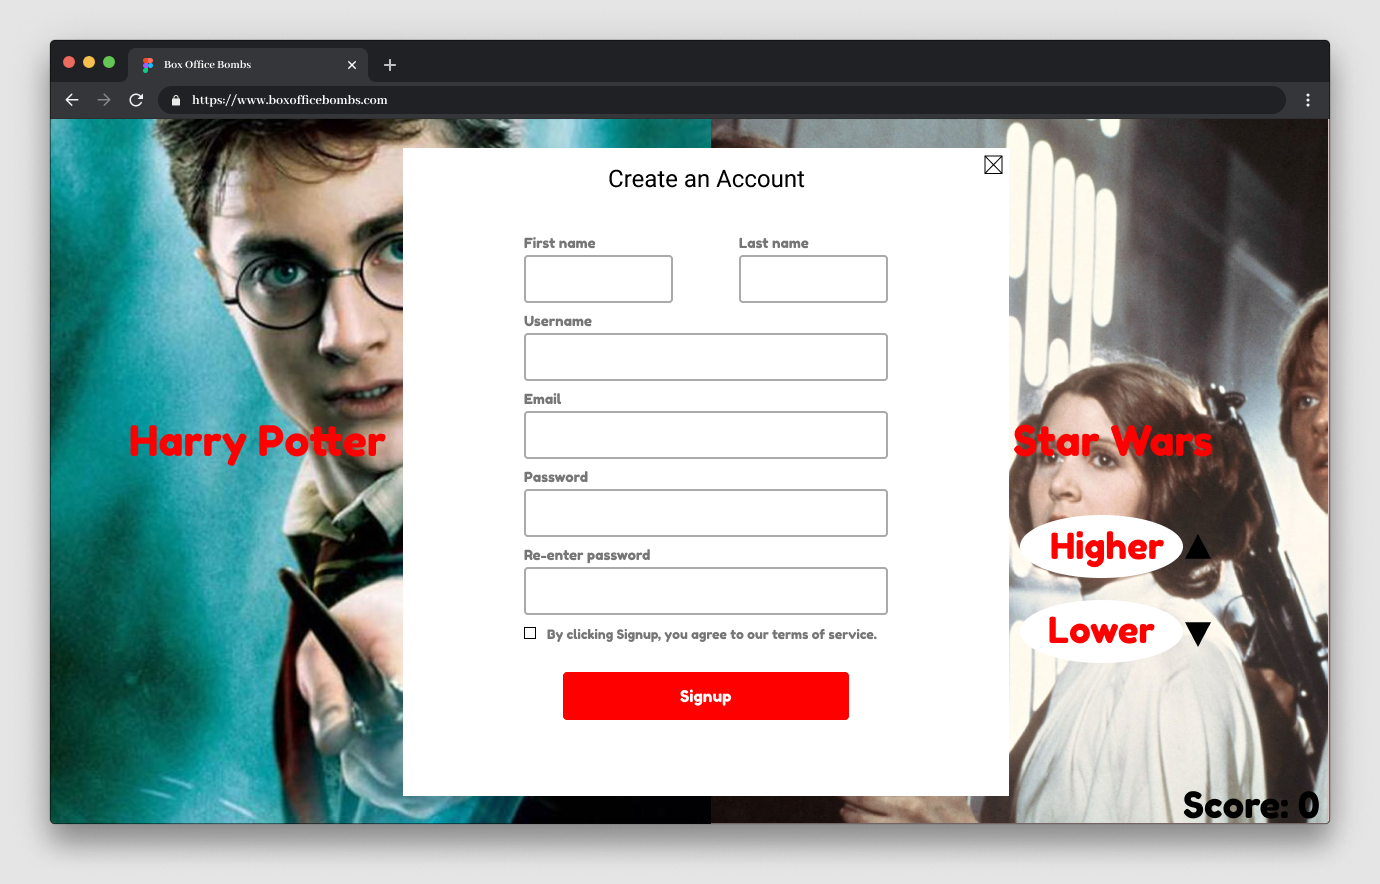 Box Office Bombs
https://www.boxofficebombs.com
Create an Account
First name
Last name
Username
Email
Password
Re-enter password
By clicking Signup, you agree to our terms of service.
Signup
Harry Potter
Star Wars
Higher
Lower
Score: 0